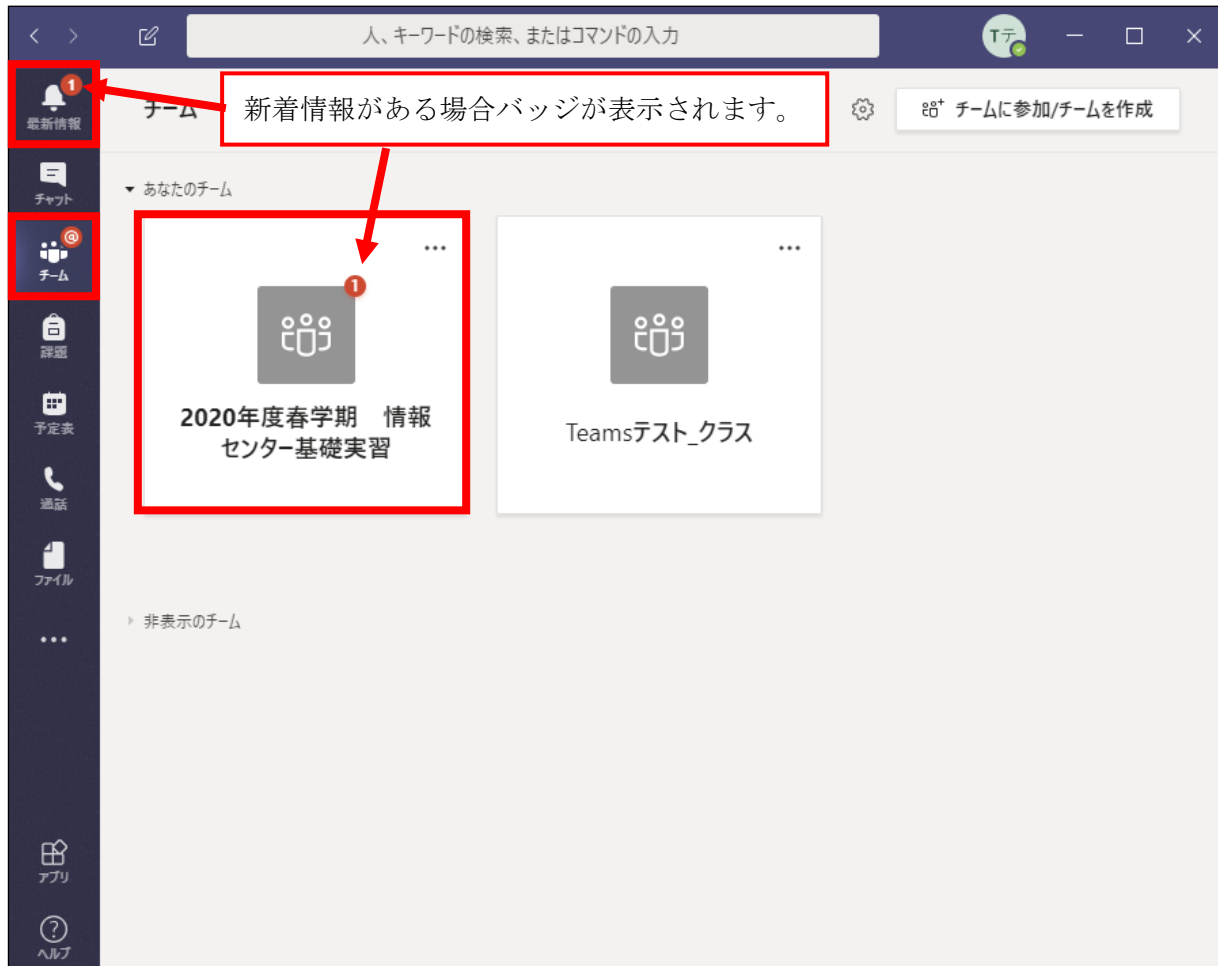 人、キーワードの検索、またはコマンドの入力
Tテ
1
最新情報
チーム
新着情報がある場合バッジが表示されます。
チームに参加/チームを作成
チャット
あなたのチーム
@
チーム
...
...
1
2020年度春学期　情報
センター基礎実習
Teamsテスト_クラス
課題
予定表
通話
ファイル
...
非表示のチーム
アプリ
?
ヘルプ